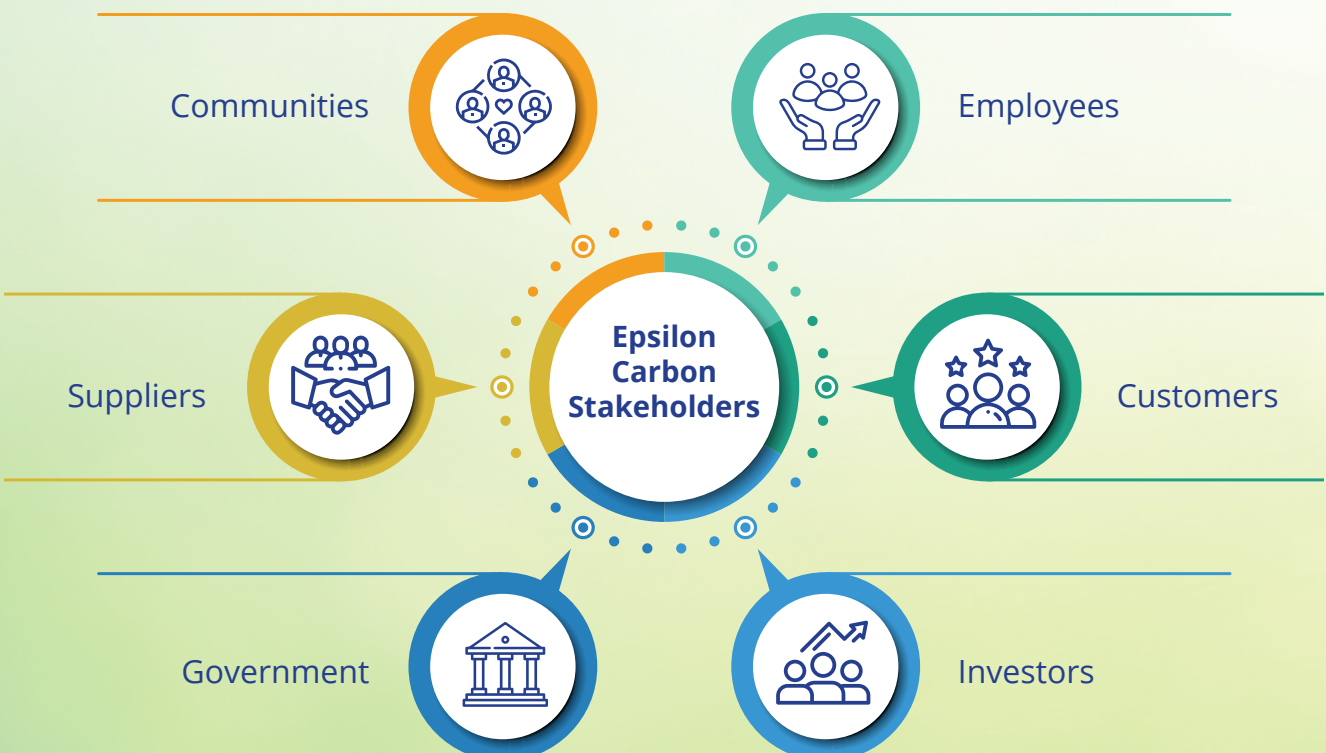 Communities
Employees
Epsilon
Carbon
Stakeholders
Suppliers
Customers
Government
Investors